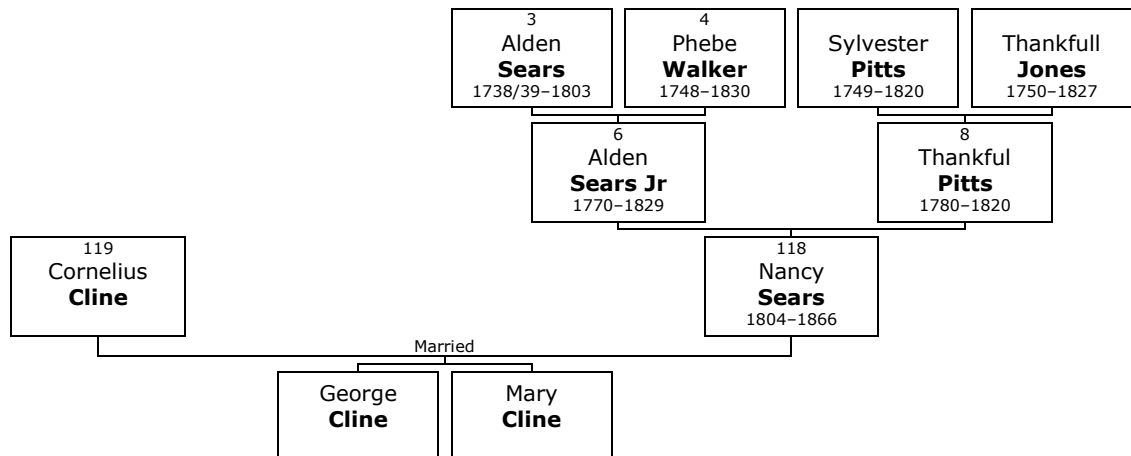 3
Alden
Sears
1738/39–1803
4
Phebe
Walker
1748–1830
Sylvester
Pitts
1749–1820
Thankfull
Jones
1750–1827
6
Alden
Sears Jr
1770–1829
8
Thankful
Pitts
1780–1820
119
Cornelius
Cline
118
Nancy
Sears
1804–1866
Married
George
Cline
Mary
Cline